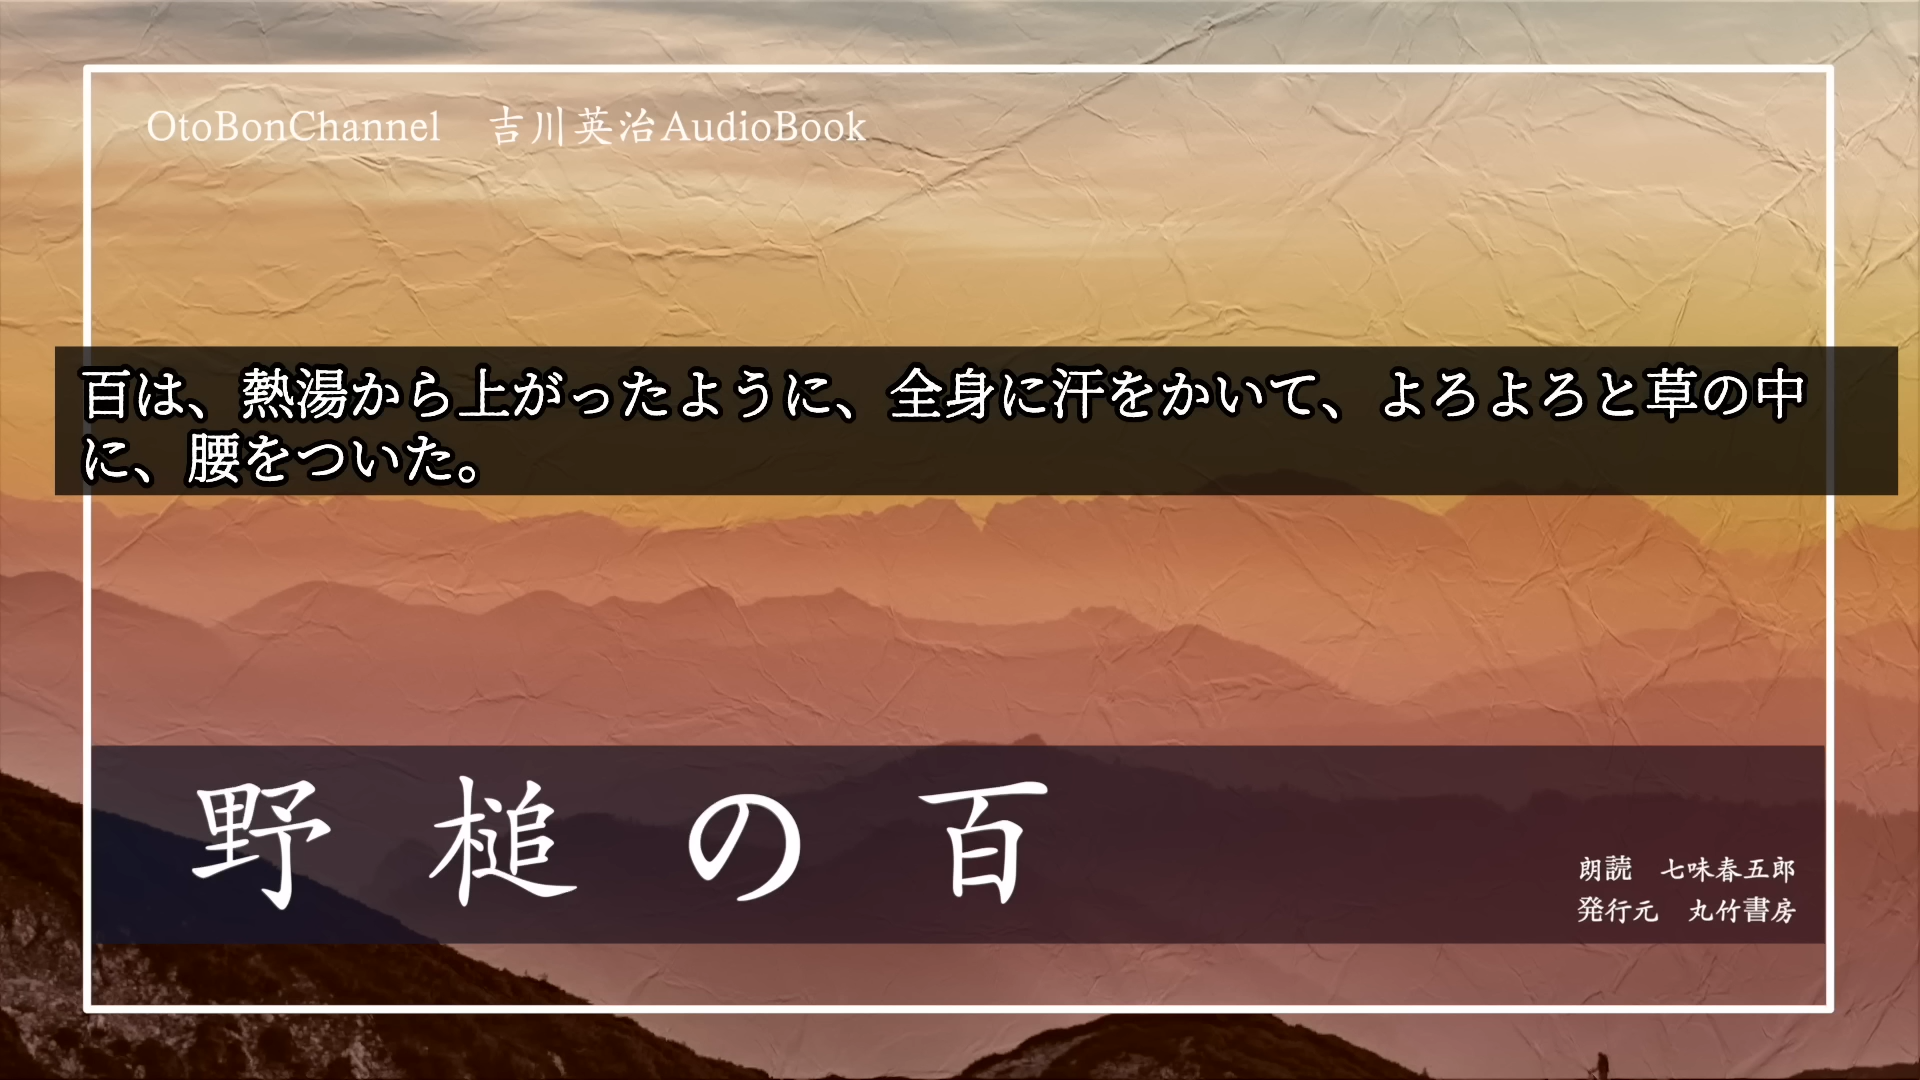 OtoBonChannel　吉川英治AudioBook
百は、熱湯から上がったように、全身に汗をかいて、よろよろと草の中
に、腰をついた。
野槌の百
朗読　七味春五郎
発行元　丸竹書房